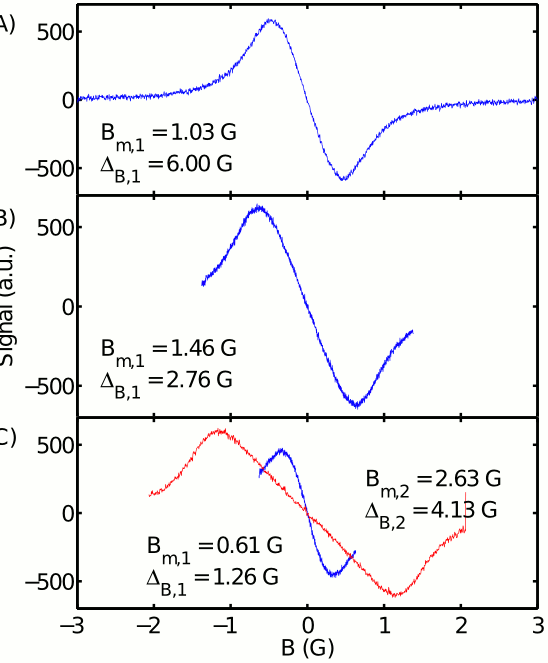 A)
500
0
−500
B_m,1 = 1.03 G
Δ_B,1 = 6.00 G
B)
500
0
−500
B_m,1 = 1.46 G
Δ_B,1 = 2.76 G
Signal (a.u.)
C)
500
0
−500
B_m,2 = 2.63 G
Δ_B,2 = 4.13 G
B_m,1 = 0.61 G
Δ_B,1 = 1.26 G
−3 −2 −1 0 1 2 3
B (G)